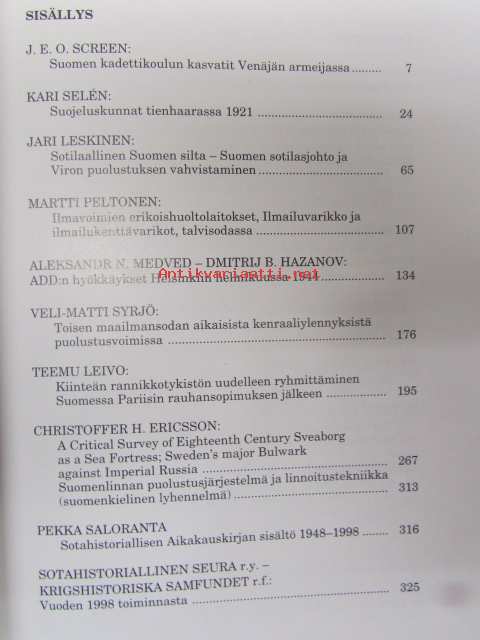 SISÄLLYS
J. E. O. SCREEN:
Suomen kadettikoulun kasvatit Venäjän armeijassa ......... 7
KARI SELÉN:
Suojeluskunnat tienhaarassa 1921 ................................... 24
JARI LESKINEN:
Sotilaallinen Suomen silta – Suomen sotilasjohto ja
Viron puolustuksen vahvistaminen ................................... 65
MARTTI PELTONEN:
Ilmavoimien erikoishuoltolaitokset, Ilmailuvarikko ja
ilmailukenttävarikot, talvisodassa ................................... 107
ALEKSANDR N. MEDVED – DMITRIJ B. HAZANOV:
ADD:n hyökkäykset Helsinkiin helmikuussa 1944 .................. 134
Antikvariaatti.net
VELI-MATTI SYRJÖ:
Toisen maailmansodan aikaisista kenraaliylennyksistä
puolustusvoimissa ............................................................ 176
TEEMU LEIVO:
Kiinteän rannikkotykistön uudelleen ryhmittäminen
Suomessa Pariisin rauhansopimuksen jälkeen ................. 195
CHRISTOFFER H. ERICSSON:
A Critical Survey of Eighteenth Century Sveaborg
as a Sea Fortress; Sweden's major Bulwark
against Imperial Russia ................................................... 267
Suomenlinnan puolustusjärjestelmä ja linnoitustekniikka
(suomenkielinen lyhennelmä) ........................................... 313
PEKKA SALORANTA
Sotahistoriallisen Aikakauskirjan sisältö 1948–1998 ........ 316
SOTAHISTORIALLINEN SEURA r.y. –
KRIGSHISTORISKA SAMFUNDET r.f.:
Vuoden 1998 toiminnasta ................................................... 325